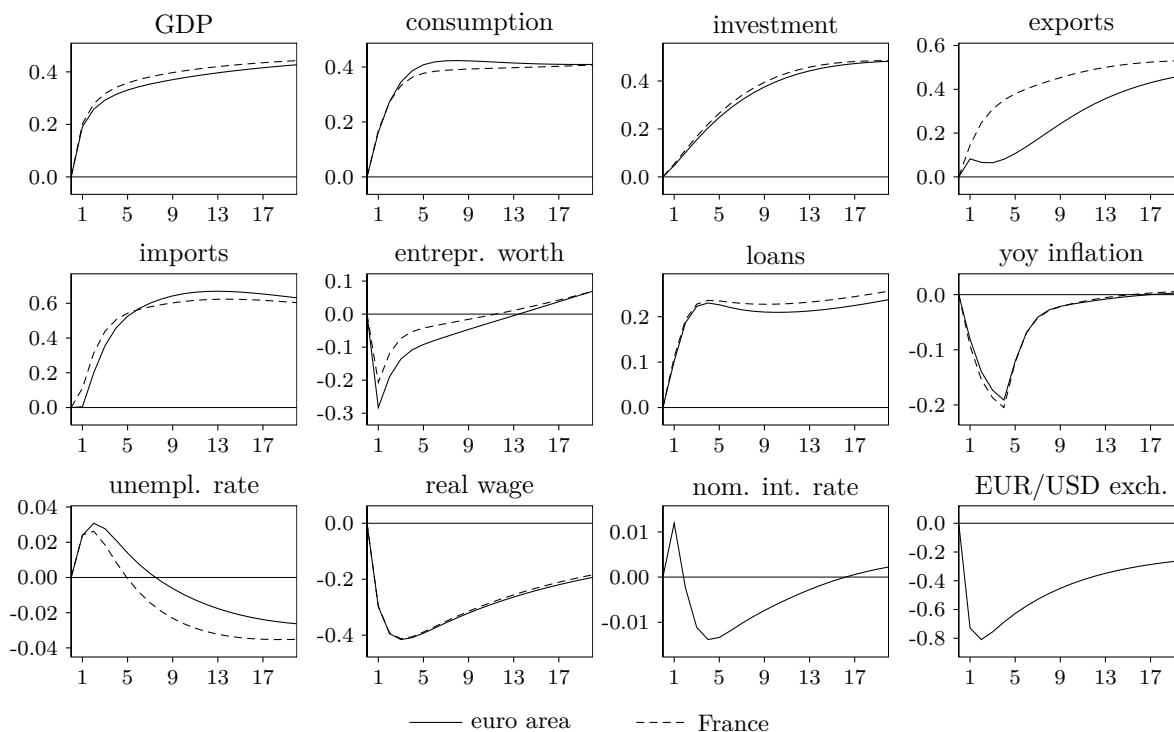 GDP consumption investment exports
0.4 0.4 0.4 0.6
0.2 0.2 0.2 0.4
0.0 0.0 0.0 0.2
0.0
1 5 9 13 17 1 5 9 13 17 1 5 9 13 17 1 5 9 13 17
imports entrepr. worth loans yoy inflation
0.6 0.1 0.2 0.0
0.4 0.0 0.1 -0.1
0.2 -0.1 0.0 -0.2
0.0 -0.2
-0.3
1 5 9 13 17 1 5 9 13 17 1 5 9 13 17 1 5 9 13 17
unempl. rate real wage nom. int. rate EUR/USD exch.
0.04 0.0 0.01 0.0
0.02 -0.2 0.00 -0.2
0.00 -0.4 -0.01 -0.4
-0.02 -0.6
-0.04 -0.8
1 5 9 13 17 1 5 9 13 17 1 5 9 13 17 1 5 9 13 17
euro area France